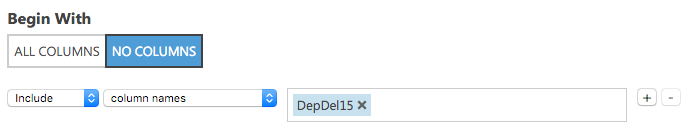 Begin With
ALL COLUMNS NO COLUMNS
Include column names DepDel15 × + -